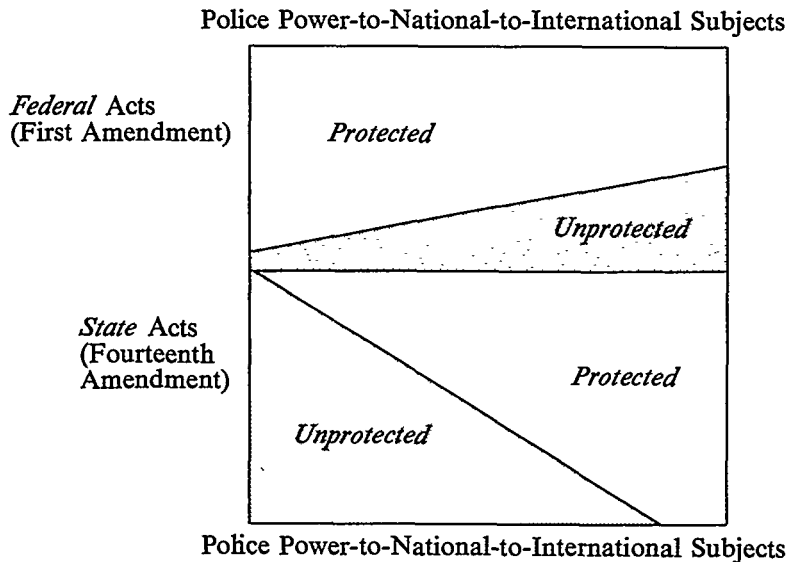 Police Power-to-National-to-International Subjects
Federal Acts
(First Amendment)
Protected
Unprotected
State Acts
(Fourteenth
Amendment)
Protected
Unprotected
Police Power-to-National-to-International Subjects